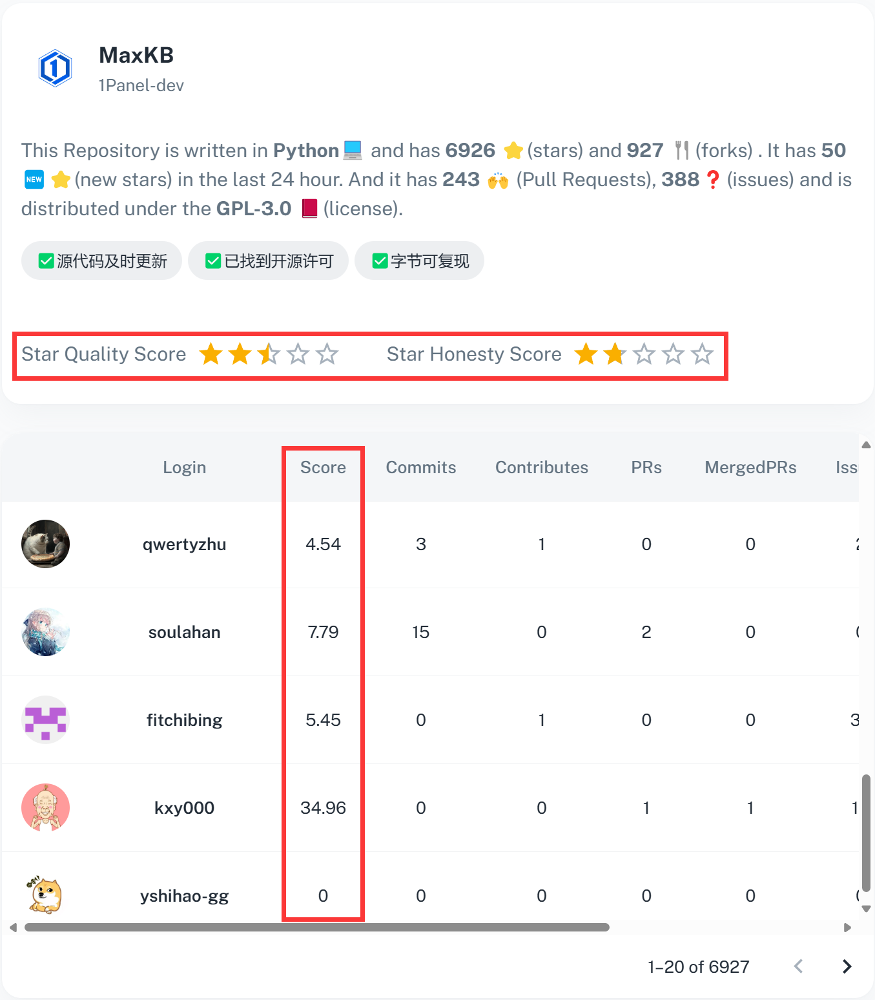 MaxKB
1Panel-dev
This Repository is written in Python💻 and has 6926 ⭐(stars) and 927 🍴(forks) . It has 50
🆕 ⭐(new stars) in the last 24 hour. And it has 243 🙌 (Pull Requests), 388 ❓ (issues) and is
distributed under the GPL-3.0 📕 (license).
✅源代码及时更新 ✅已找到开源许可 ✅字节可复现
Star Quality Score Star Honesty Score
Login Score Commits Contributes PRs MergedPRs Iss
qwertyzhu 4.54 3 1 0 0
soulahan 7.79 15 0 2 0
fitchibing 5.45 0 1 0 0 3
kxy000 34.96 0 0 1 1 1
yshihao-gg 0 0 0 0 0
1–20 of 6927